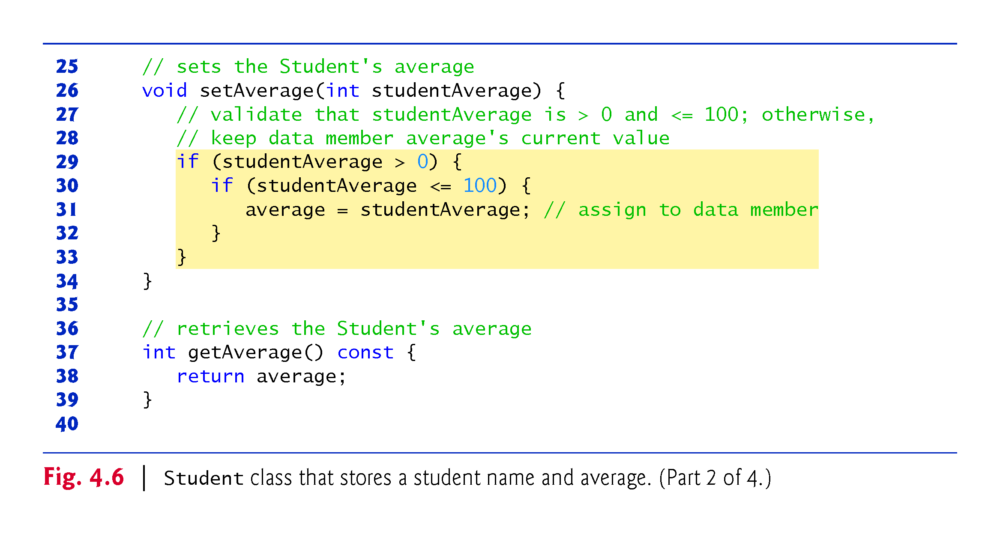 25 // sets the Student's average
26 void setAverage(int studentAverage) {
27 // validate that studentAverage is > 0 and <= 100; otherwise,
28 // keep data member average's current value
29 if (studentAverage > 0) {
30 if (studentAverage <= 100) {
31 average = studentAverage; // assign to data member
32 }
33 }
34 }
35
36 // retrieves the Student's average
37 int getAverage() const {
38 return average;
39 }
40
Fig. 4.6 | Student class that stores a student name and average. (Part 2 of 4.)